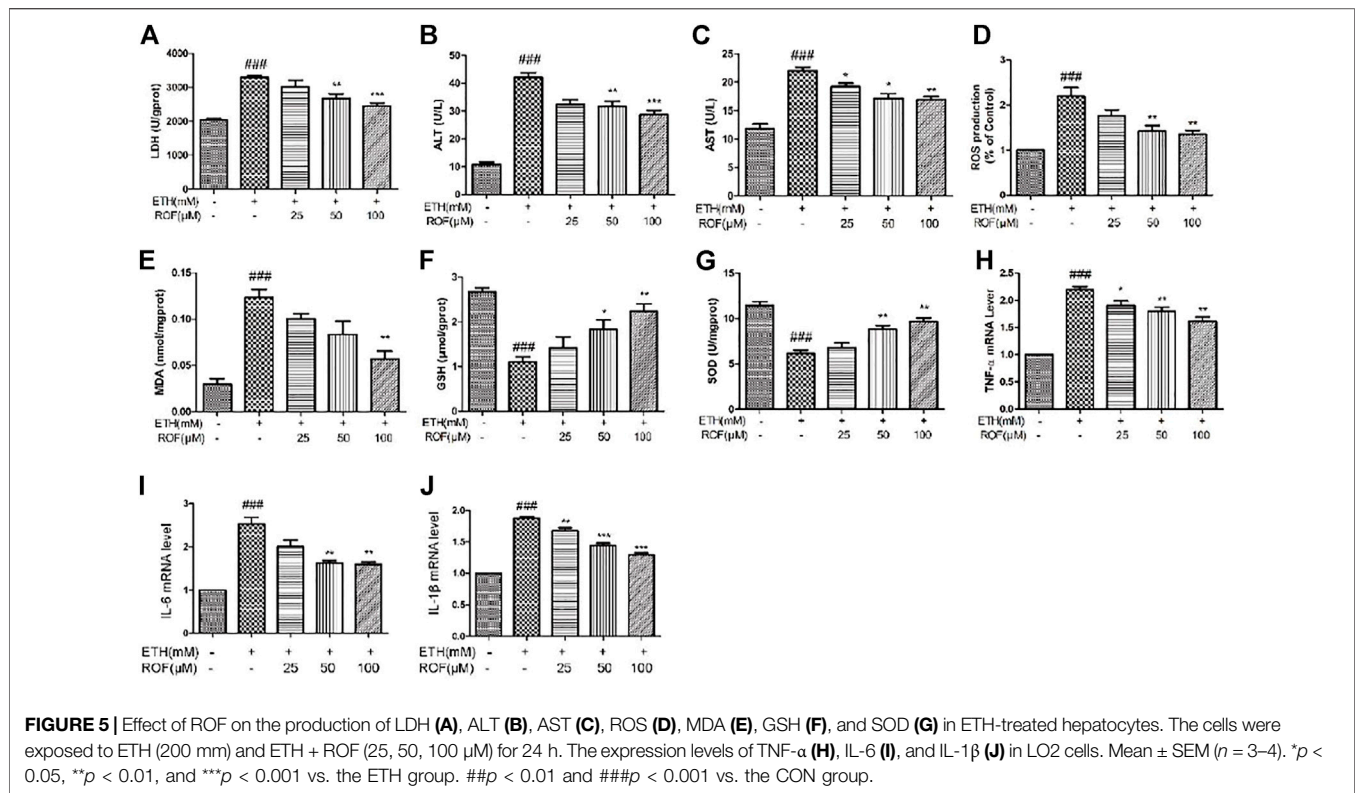 A
LDH (U/gprot)
4000
3000
2000
1000
0
###
**
***
ETH(mM) - + + + +
ROF(µM) - - 25 50 100
B
ALT (U/L)
50
40
30
20
10
0
###
**
***
ETH(mM) - + + + +
ROF(µM) - - 25 50 100
C
AST (U/L)
25
20
15
10
5
0
###
*
*
**
ETH(mM) - + + + +
ROF(µM) - - 25 50 100
D
ROS production
(% of Control)
3
2
1
0
###
**
**
ETH(mM) - + + + +
ROF(µM) - - 25 50 100
E
MDA (nmol/mgprot)
0.15
0.10
0.05
0.00
###
**
ETH(mM) - + + + +
ROF(µM) - - 25 50 100
F
GSH (µmol/gprot)
3
2
1
0
###
*
**
ETH(mM) - + + + +
ROF(µM) - - 25 50 100
G
SOD (U/mgprot)
15
10
5
0
###
**
**
ETH(mM) - + + + +
ROF(µM) - - 25 50 100
H
TNF-α mRNA Lever
2.5
2.0
1.5
1.0
0.5
0.0
###
*
**
**
ETH(mM) - + + + +
ROF(µM) - - 25 50 100
I
IL-6 mRNA level
3
2
1
0
###
**
**
ETH(mM) - + + + +
ROF(µM) - - 25 50 100
J
IL-1β mRNA level
2.0
1.5
1.0
0.5
0.0
###
**
***
***
ETH(mM) - + + + +
ROF(µM) - - 25 50 100
FIGURE 5 | Effect of ROF on the production of LDH (A), ALT (B), AST (C), ROS (D), MDA (E), GSH (F), and SOD (G) in ETH-treated hepatocytes. The cells were
exposed to ETH (200 mm) and ETH + ROF (25, 50, 100 µM) for 24 h. The expression levels of TNF-α (H), IL-6 (I), and IL-1β (J) in LO2 cells. Mean ± SEM (n = 3–4). *p <
0.05, **p < 0.01, and ***p < 0.001 vs. the ETH group. ##p < 0.01 and ###p < 0.001 vs. the CON group.